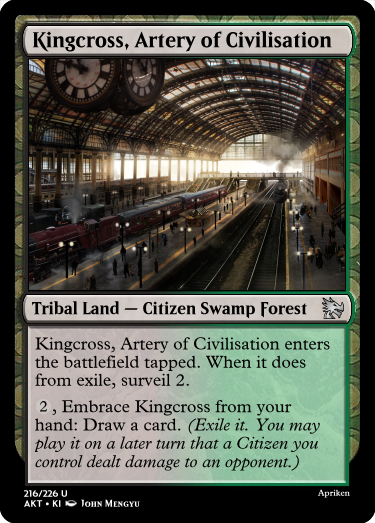 Kingcross, Artery of Civilisation
Tribal Land — Citizen Swamp Forest
Kingcross, Artery of Civilisation enters
the battlefield tapped. When it does
from exile, surveil 2.
2 , Embrace Kingcross from your
hand: Draw a card. (Exile it. You may
play it on a later turn that a Citizen you
control dealt damage to an opponent.)
216/226 U
Apriken
AKT • KI John Mengyu